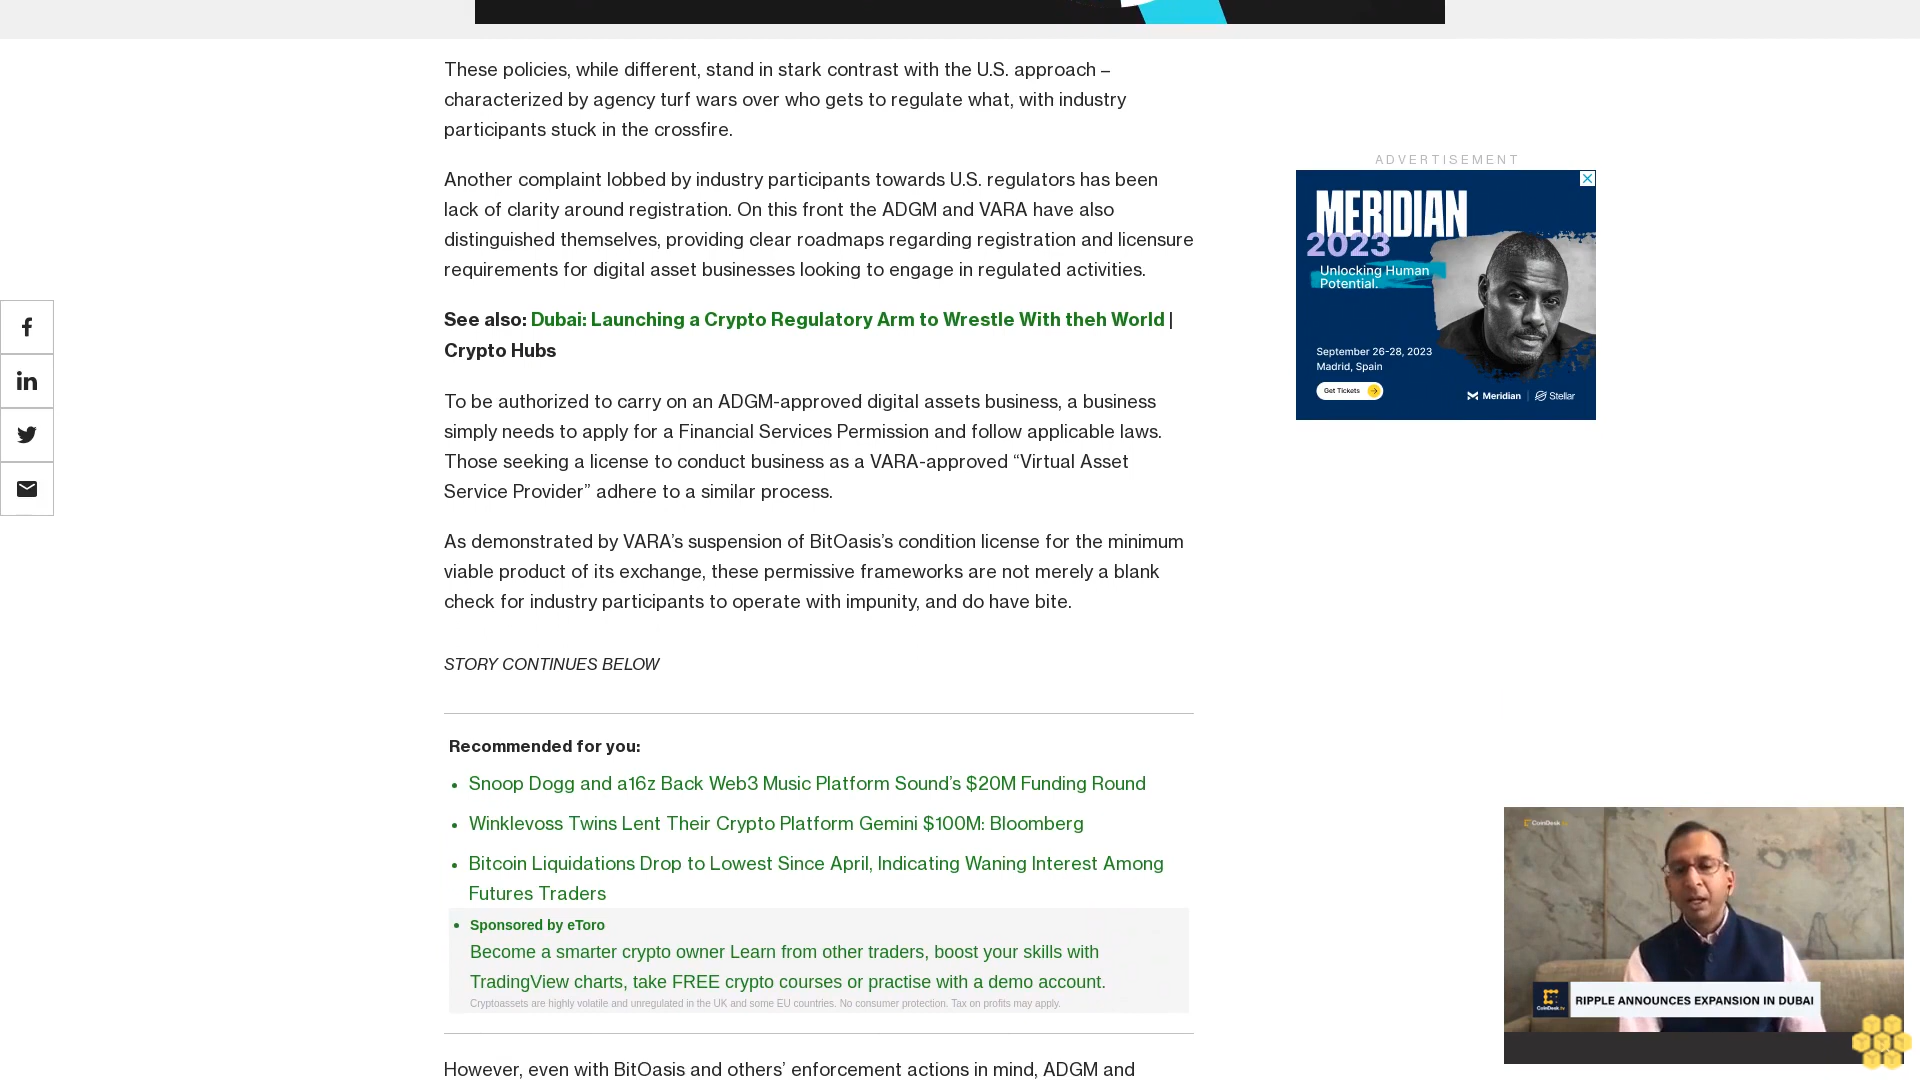 These policies, while different, stand in stark contrast with the U.S. approach –
characterized by agency turf wars over who gets to regulate what, with industry
participants stuck in the crossfire.
Another complaint lobbed by industry participants towards U.S. regulators has been
lack of clarity around registration. On this front the ADGM and VARA have also
distinguished themselves, providing clear roadmaps regarding registration and licensure
requirements for digital asset businesses looking to engage in regulated activities.
See also: Dubai: Launching a Crypto Regulatory Arm to Wrestle With theh World |
Crypto Hubs
To be authorized to carry on an ADGM-approved digital assets business, a business
simply needs to apply for a Financial Services Permission and follow applicable laws.
Those seeking a license to conduct business as a VARA-approved “Virtual Asset
Service Provider” adhere to a similar process.
As demonstrated by VARA’s suspension of BitOasis’s condition license for the minimum
viable product of its exchange, these permissive frameworks are not merely a blank
check for industry participants to operate with impunity, and do have bite.
STORY CONTINUES BELOW
Recommended for you:
• Snoop Dogg and a16z Back Web3 Music Platform Sound’s $20M Funding Round
• Winklevoss Twins Lent Their Crypto Platform Gemini $100M: Bloomberg
• Bitcoin Liquidations Drop to Lowest Since April, Indicating Waning Interest Among
Futures Traders
• Sponsored by eToro
Become a smarter crypto owner Learn from other traders, boost your skills with
TradingView charts, take FREE crypto courses or practise with a demo account.
Cryptoassets are highly volatile and unregulated in the UK and some EU countries. No consumer protection. Tax on profits may apply.
However, even with BitOasis and others’ enforcement actions in mind, ADGM and
ADVERTISEMENT
MERIDIAN
2023
Unlocking Human
Potential.
September 26-28, 2023
Madrid, Spain
Get Tickets
Meridian | Stellar
CoinDesk tv
CoinDesk tv
RIPPLE ANNOUNCES EXPANSION IN DUBAI